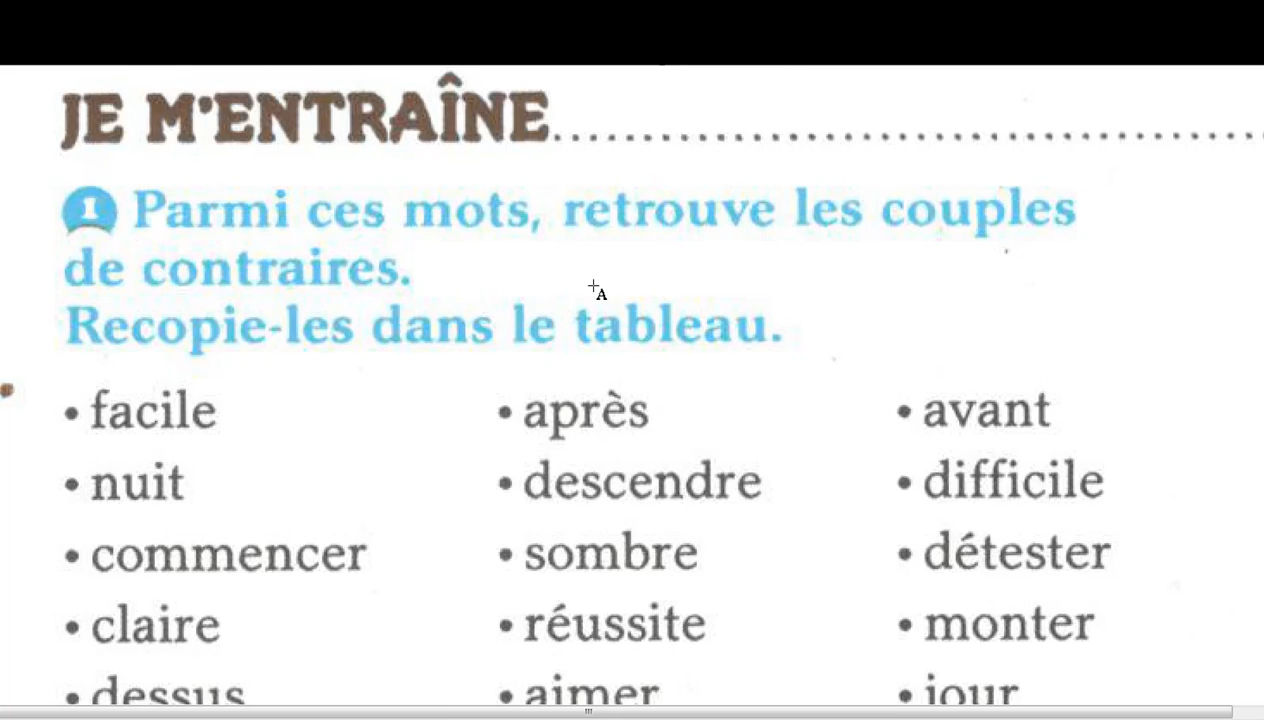 JE M'ENTRAÎNE....................................
1 Parmi ces mots, retrouve les couples
de contraires.
Recopie-les dans le tableau.
• facile • après • avant
• nuit • descendre • difficile
• commencer • sombre • détester
• claire • réussite • monter
• dessus • aimer • jour